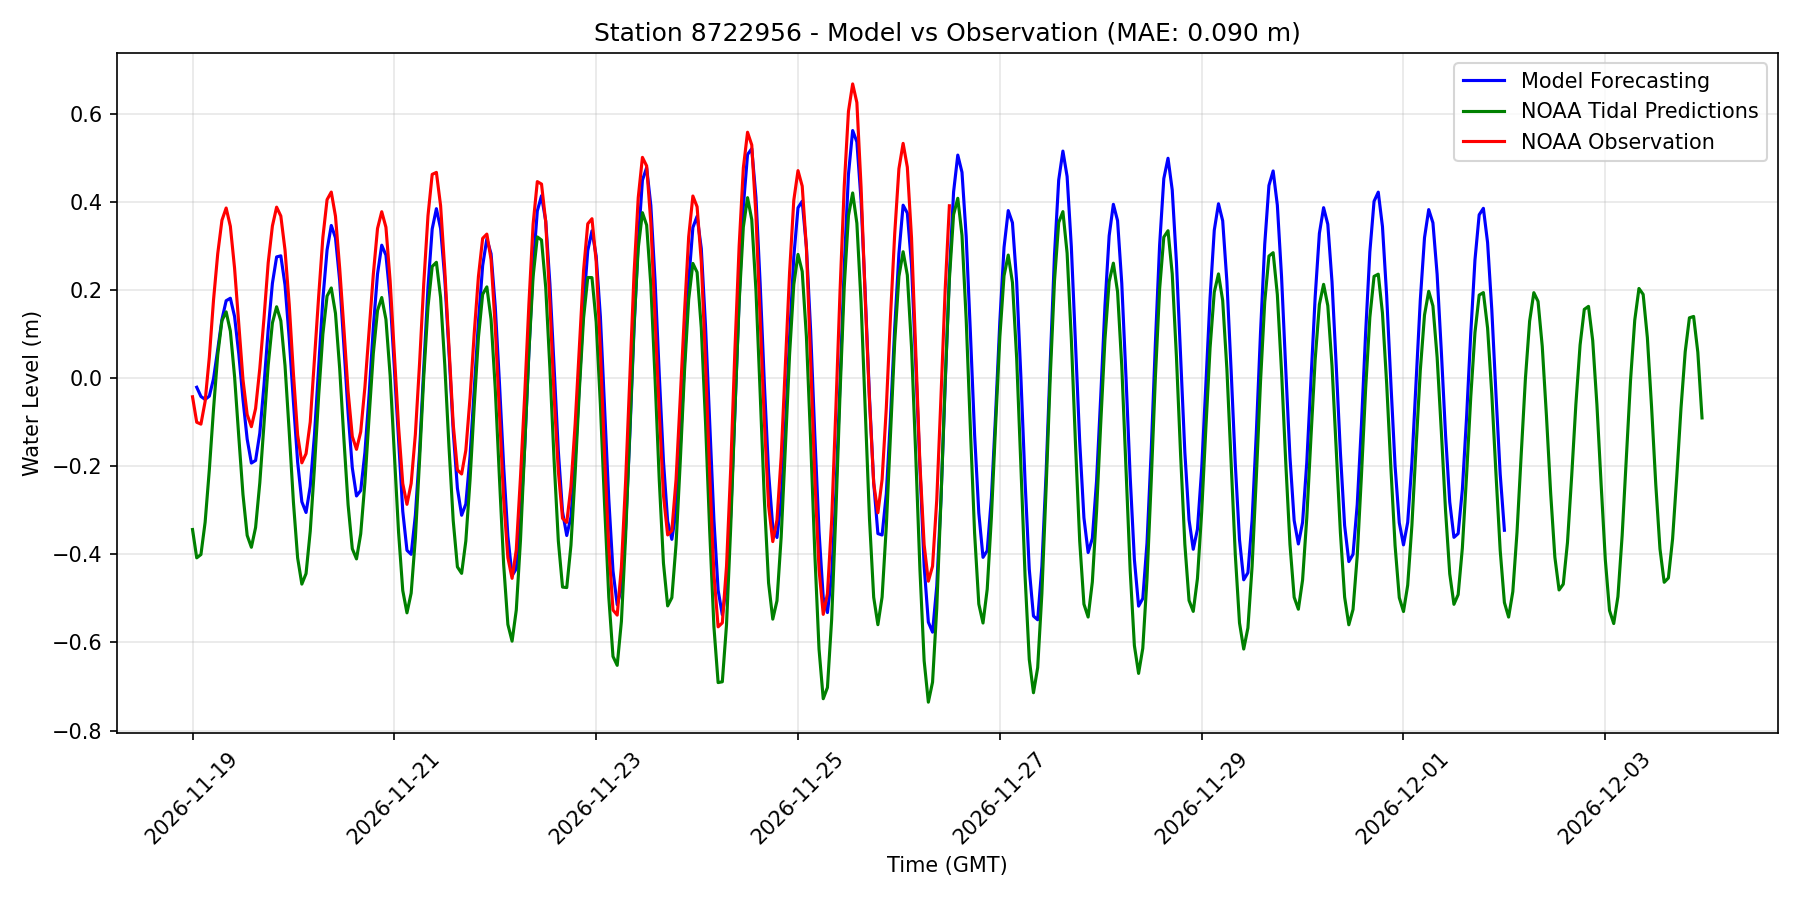 Station 8722956 - Model vs Observation (MAE: 0.090 m)
Model Forecasting
NOAA Tidal Predictions
NOAA Observation
Water Level (m)
0.6
0.4
0.2
0.0
−0.2
−0.4
−0.6
−0.8
2026-11-19
2026-11-21
2026-11-23
2026-11-25
2026-11-27
2026-11-29
2026-12-01
2026-12-03
Time (GMT)